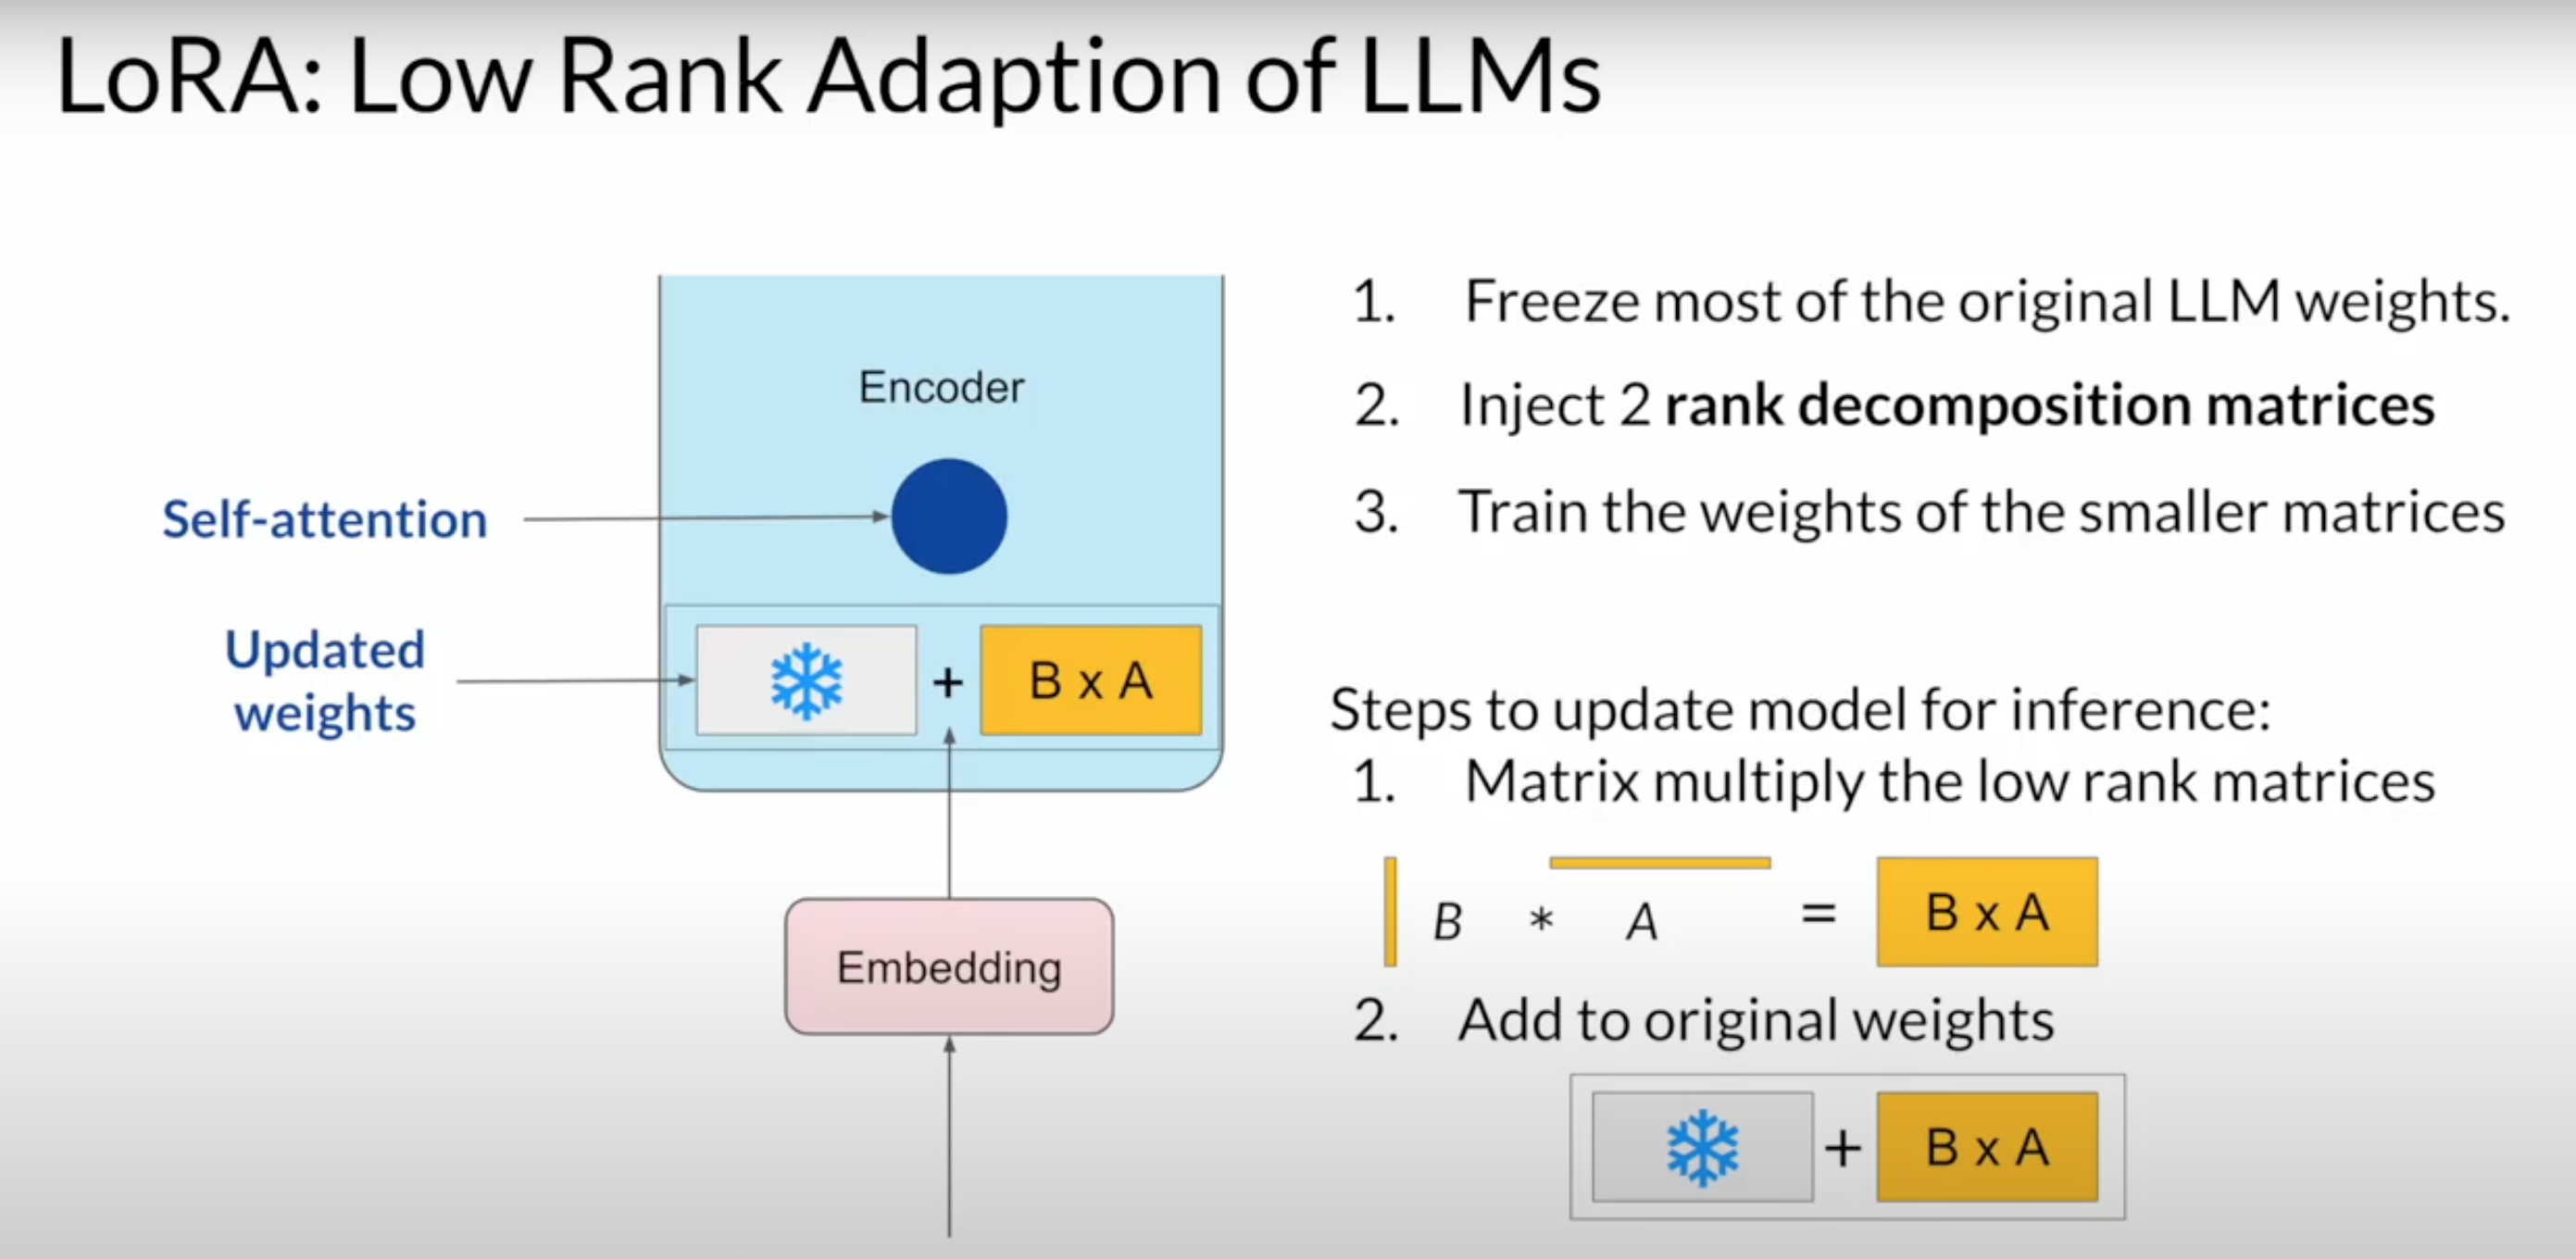 LoRA: Low Rank Adaption of LLMs
Encoder
Self-attention
Updated
weights
+
B x A
Embedding
1. Freeze most of the original LLM weights.
2. Inject 2 rank decomposition matrices
3. Train the weights of the smaller matrices
Steps to update model for inference:
1. Matrix multiply the low rank matrices
B * A = B x A
2. Add to original weights
+ B x A